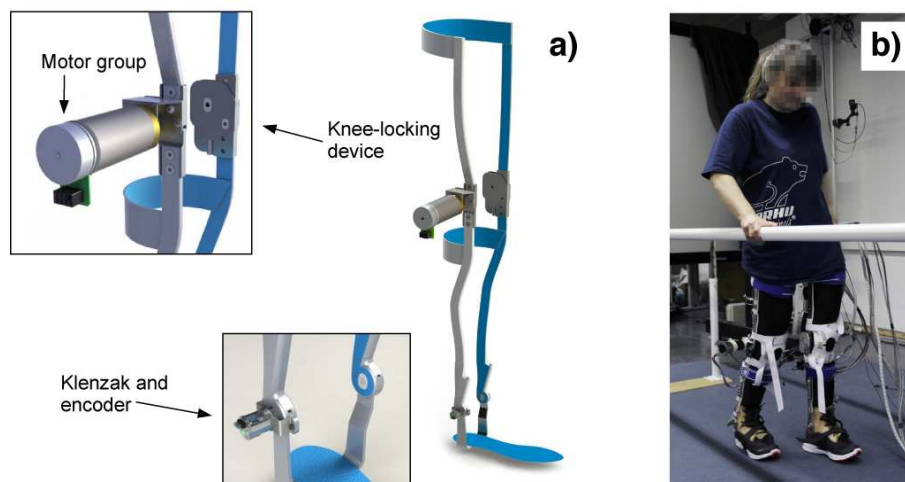 Motor group
a)
Knee-locking
device
Klenzak and
encoder
b)